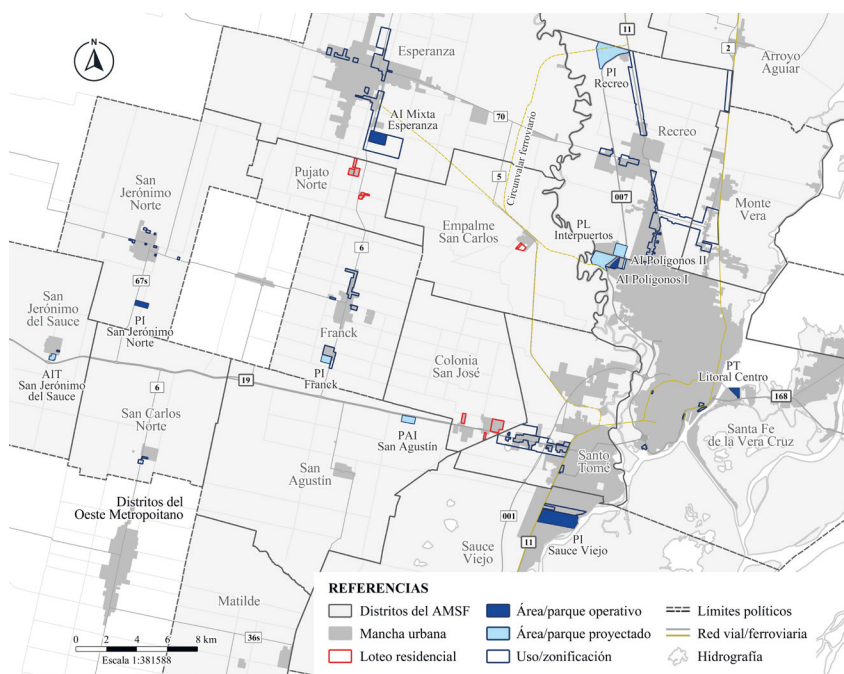 N
11
2
Esperanza
Arroyo
Aguiar
PI
Recreo
AI Mixta
Esperanza
70
Circunvalar ferroviario
Recreo
San
Jerónimo
Norte
Pujato
Norte
5
007
Monte
Vera
Empalme
San Carlos
PL
Interpuertos
6
AI Polígonos II
AI Polígonos I
67s
San
Jerónimo
del Sauce
PI
San Jerónimo
Norte
Franck
PI
Franck
Colonia
San José
PT
Litoral Centro
AIT
San Jerónimo
del Sauce
6
19
168
San Carlos
Norte
PAI
San Agustín
Santa Fe
de la Vera Cruz
San
Agustín
Santo
Tomé
Distritos del
Oeste Metropolitano
001
11
Sauce
Viejo
PI
Sauce Viejo
Matilde
36s
0 2 4 6 8 km
Escala 1:381588
REFERENCIAS
Distritos del AMSF
Área/parque operativo
Límites políticos
Mancha urbana
Área/parque proyectado
Red vial/ferroviaria
Loteo residencial
Uso/zonificación
Hidrografía